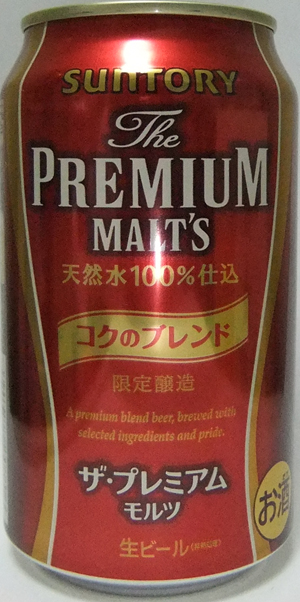 SUNTORY
The
PREMIUM
MALT'S
天然水100%仕込
コクのブレンド
限定醸造
A premium blend beer, brewed with
selected ingredients and pride.
ザ・プレミアム
モルツ
お酒
生ビール